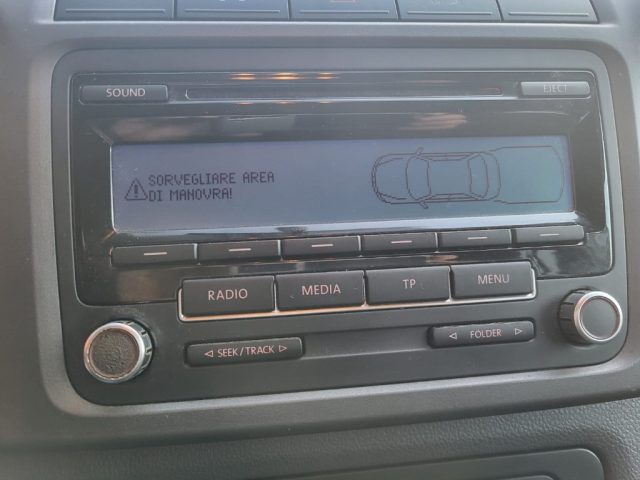 SOUND
EJECT
SORVEGLIARE AREA
DI MANOVRA!
RADIO
MEDIA
TP
MENU
◁ SEEK/TRACK ▷
◁ FOLDER ▷